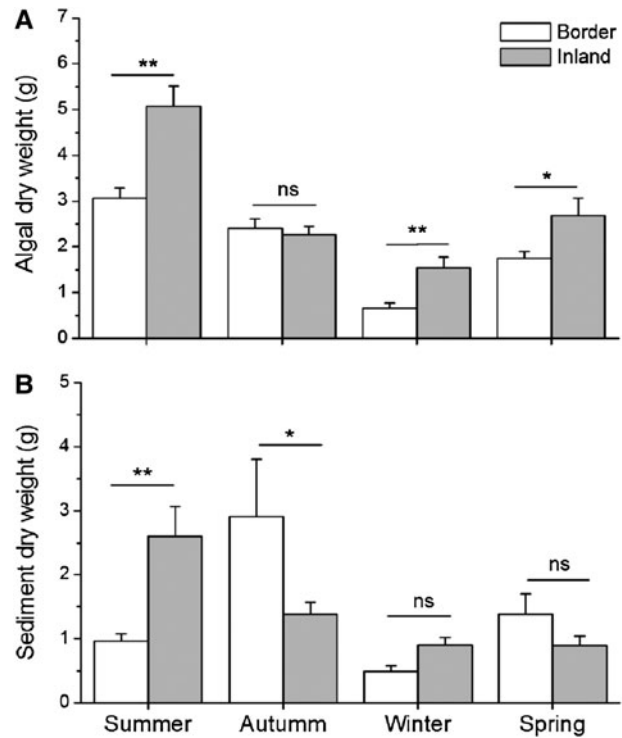 A
Algal dry weight (g)
7
6
5
4
3
2
1
0
Border
Inland
**
ns
**
*
B
Sediment dry weight (g)
5
4
3
2
1
0
**
*
ns
ns
Summer Autumm Winter Spring